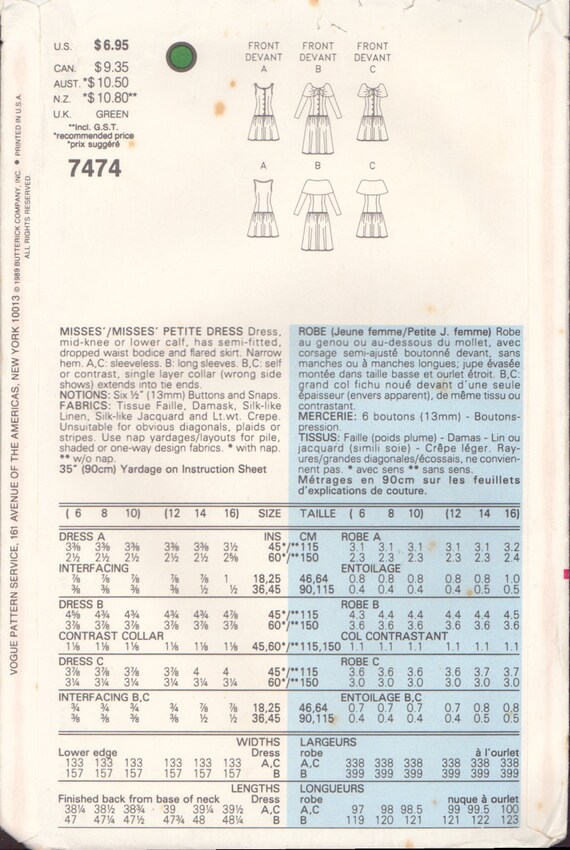 U.S. $6.95
CAN. $9.35
AUST. *$10.50
N.Z. *$10.80**
U.K. GREEN
**Incl. G.S.T.
*recommended price
*prix suggéré
7474
FRONT DEVANT A
FRONT DEVANT B
FRONT DEVANT C
A B C
VOGUE PATTERN SERVICE, 161 AVENUE OF THE AMERICAS, NEW YORK 10013 © 1989 BUTTERICK COMPANY, INC. • PRINTED IN U.S.A.
ALL RIGHTS RESERVED
MISSES'/MISSES' PETITE DRESS Dress,
mid-knee or lower calf, has semi-fitted,
dropped waist bodice and flared skirt. Narrow
hem. A,C: sleeveless. B: long sleeves. B,C: self
or contrast, single layer collar (wrong side
shows) extends into tie ends.
NOTIONS: Six ½" (13mm) Buttons and Snaps.
FABRICS: Tissue Faille, Damask, Silk-like
Linen, Silk-like Jacquard and Lt.wt. Crepe.
Unsuitable for obvious diagonals, plaids or
stripes. Use nap yardages/layouts for pile,
shaded or one-way design fabrics. * with nap.
** w/o nap.
35" (90cm) Yardage on Instruction Sheet
ROBE (Jeune femme/Petite J. femme) Robe
au genou ou au-dessous du mollet, avec
corsage semi-ajusté boutonné devant, sans
manches ou à manches longues; jupe évasée
montée dans taille basse et ourlet étroit. B,C:
grand col fichu noué devant d'une seule
épaisseur (envers apparent), de même tissu ou
contrastant.
MERCERIE: 6 boutons (13mm) - Boutons-
pression.
TISSUS: Faille (poids plume) - Damas - Lin ou
jacquard (simili soie) - Crêpe léger. Ray-
ures/grandes diagonales/écossais, ne convien-
nent pas. * avec sens ** sans sens.
Métrages en 90cm sur les feuillets
d'explications de couture.
( 6 8 10) (12 14 16) SIZE TAILLE ( 6 8 10) (12 14 16)
DRESS A INS CM ROBE A
3⅜ 3⅜ 3⅜ 3⅜ 3⅜ 3½ 45*/**115 3.1 3.1 3.1 3.1 3.1 3.2
2½ 2½ 2½ 2½ 2½ 2⅝ 60*/**150 2.3 2.3 2.3 2.3 2.3 2.4
INTERFACING ENTOILAGE
⅞ ⅞ ⅞ ⅞ ⅞ 1 18,25 46,64 0.8 0.8 0.8 0.8 0.8 1.0
⅜ ⅜ ⅜ ⅜ ½ ½ 36,45 90,115 0.4 0.4 0.4 0.4 0.5 0.5
DRESS B ROBE B
4⅝ 4¾ 4¾ 4¾ 4¾ 4⅞ 45*/**115 4.3 4.4 4.4 4.4 4.4 4.5
3⅞ 3⅞ 3⅞ 3⅞ 3⅞ 3⅞ 60*/**150 3.6 3.6 3.6 3.6 3.6 3.6
CONTRAST COLLAR COL CONTRASTANT
1⅛ 1⅛ 1⅛ 1⅛ 1⅛ 1⅛ 45,60*/**115,150 1.1 1.1 1.1 1.1 1.1 1.1
DRESS C ROBE C
3⅞ 3⅞ 3⅞ 3⅞ 4 4 45*/**115 3.6 3.6 3.6 3.6 3.7 3.7
3¼ 3¼ 3¼ 3¼ 3¼ 3¼ 60*/**150 3.0 3.0 3.0 3.0 3.0 3.0
INTERFACING B,C ENTOILAGE B,C
¾ ¾ ¾ ¾ ⅞ ⅞ 18,25 46,64 0.7 0.7 0.7 0.7 0.8 0.8
⅜ ⅜ ⅜ ⅜ ½ ½ 36,45 90,115 0.4 0.4 0.4 0.4 0.5 0.5
WIDTHS LARGEURS
Lower edge Dress robe à l'ourlet
133 133 133 133 133 133 A,C A,C 338 338 338 338 338 338
157 157 157 157 157 157 B B 399 399 399 399 399 399
LENGTHS LONGUEURS
Finished back from base of neck Dress robe nuque à ourlet
38¼ 38½ 38¾ 39 39¼ 39½ A,C A,C 97 98 98.5 99 99.5 100
47 47¼ 47½ 47¾ 48 48¼ B B 119 120 121 121 122 123